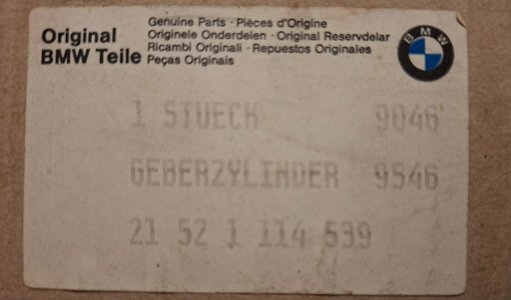 Original
BMW Teile
Genuine Parts · Pièces d'Origine
Originele Onderdelen · Original Reservdelar
Ricambi Originali · Repuestos Originales
Peças Originais
BMW
1 STUECK 9046
GEBERZYLINDER 9546
21 52 1 114 539